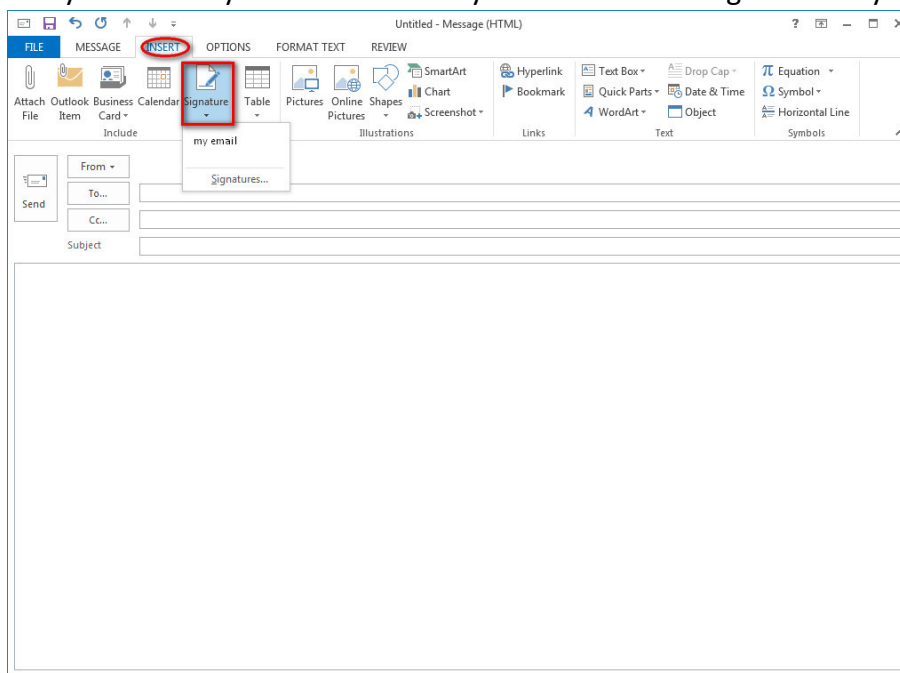 Untitled - Message (HTML)
FILE MESSAGE INSERT OPTIONS FORMAT TEXT REVIEW
Attach File
Outlook Item
Business Card
Calendar
Signature
Table
Pictures
Online Pictures
Shapes
SmartArt
Chart
Screenshot
Hyperlink
Bookmark
Text Box
Quick Parts
WordArt
Drop Cap
Date & Time
Object
π Equation
Ω Symbol
Horizontal Line
Include Illustrations Links Text Symbols
my email
Signatures...
Send
From
To...
Cc...
Subject